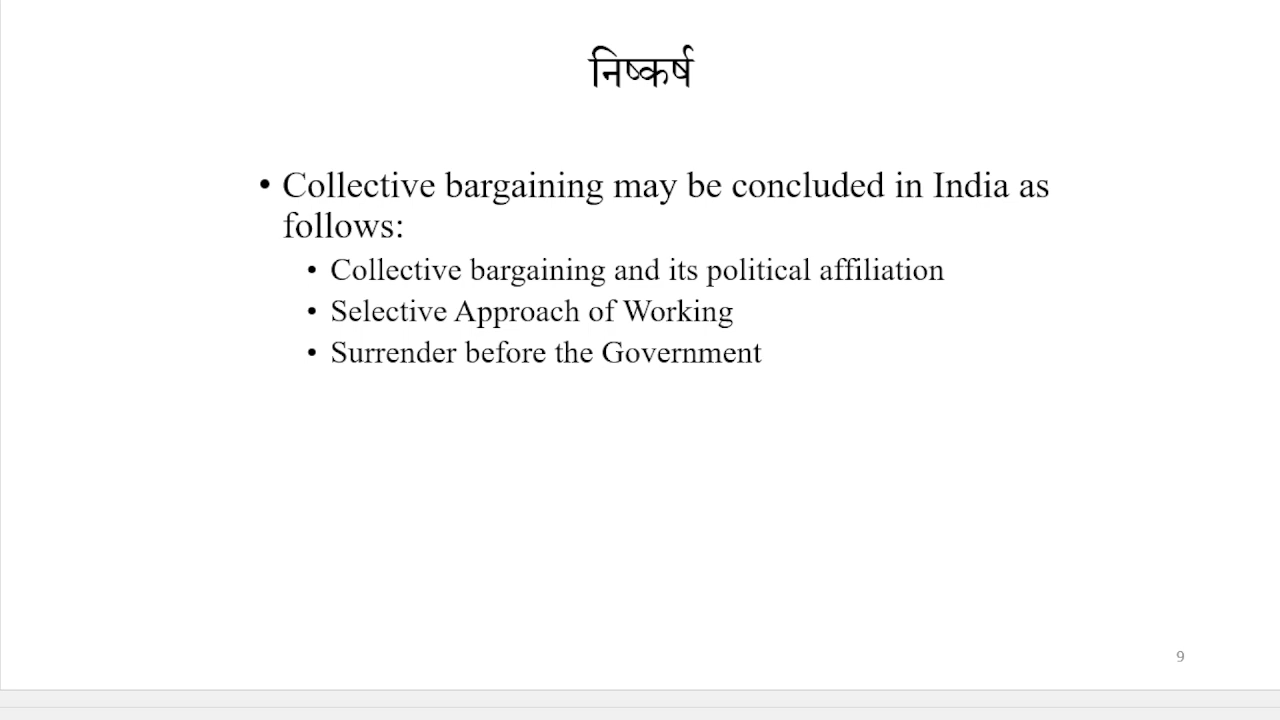 निष्कर्ष
• Collective bargaining may be concluded in India as
follows:
• Collective bargaining and its political affiliation
• Selective Approach of Working
• Surrender before the Government
9